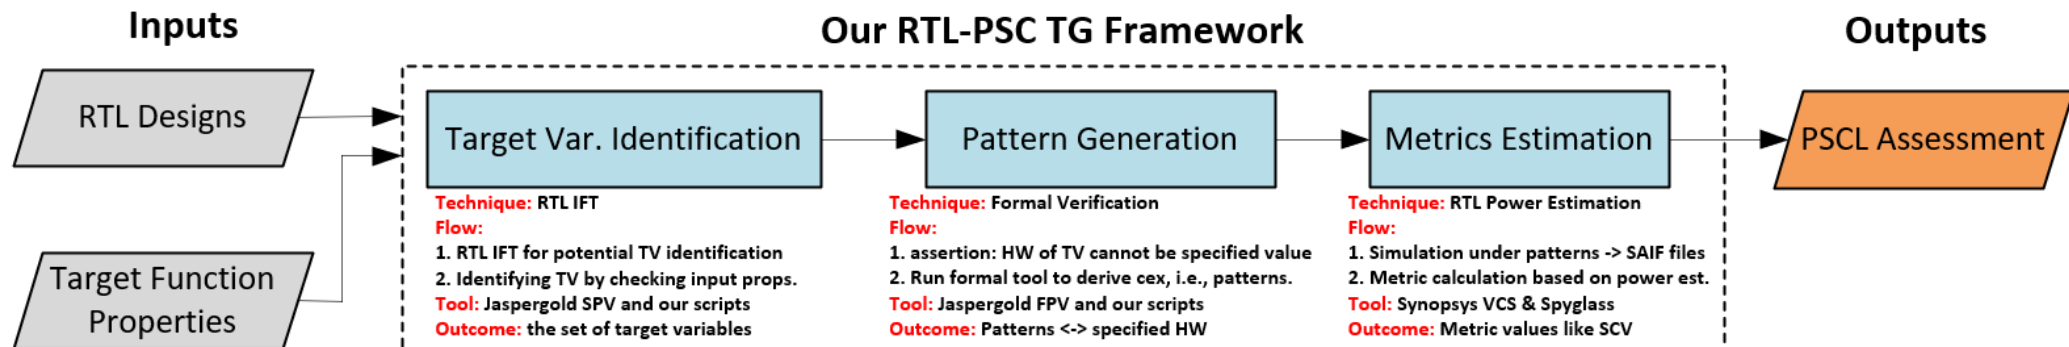 Inputs
Our RTL-PSC TG Framework
Outputs
RTL Designs
Target Function
Properties
Target Var. Identification
Technique: RTL IFT
Flow:
1. RTL IFT for potential TV identification
2. Identifying TV by checking input props.
Tool: Jaspergold SPV and our scripts
Outcome: the set of target variables
Pattern Generation
Technique: Formal Verification
Flow:
1. assertion: HW of TV cannot be specified value
2. Run formal tool to derive cex, i.e., patterns.
Tool: Jaspergold FPV and our scripts
Outcome: Patterns <-> specified HW
Metrics Estimation
Technique: RTL Power Estimation
Flow:
1. Simulation under patterns -> SAIF files
2. Metric calculation based on power est.
Tool: Synopsys VCS & Spyglass
Outcome: Metric values like SCV
PSCL Assessment